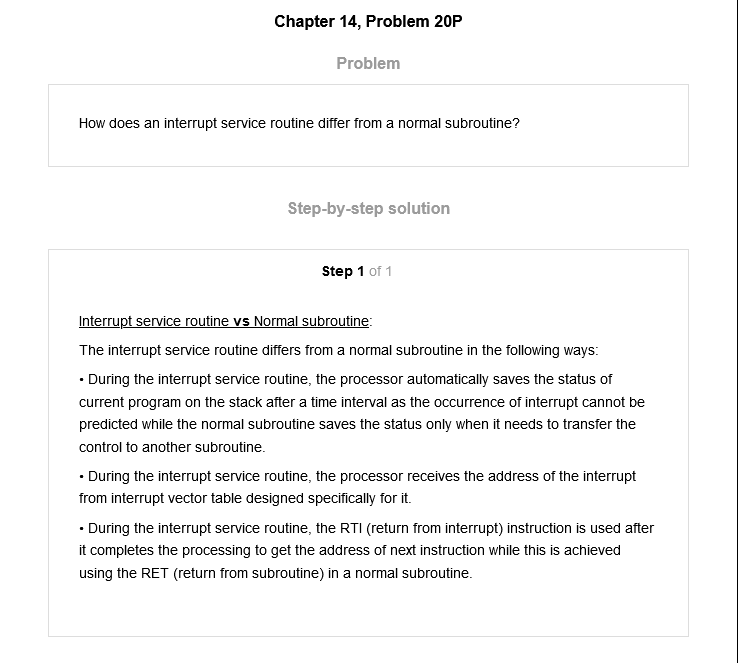 Chapter 14, Problem 20P
Problem
How does an interrupt service routine differ from a normal subroutine?
Step-by-step solution
Step 1 of 1
Interrupt service routine vs Normal subroutine:
The interrupt service routine differs from a normal subroutine in the following ways:
• During the interrupt service routine, the processor automatically saves the status of
current program on the stack after a time interval as the occurrence of interrupt cannot be
predicted while the normal subroutine saves the status only when it needs to transfer the
control to another subroutine.
• During the interrupt service routine, the processor receives the address of the interrupt
from interrupt vector table designed specifically for it.
• During the interrupt service routine, the RTI (return from interrupt) instruction is used after
it completes the processing to get the address of next instruction while this is achieved
using the RET (return from subroutine) in a normal subroutine.